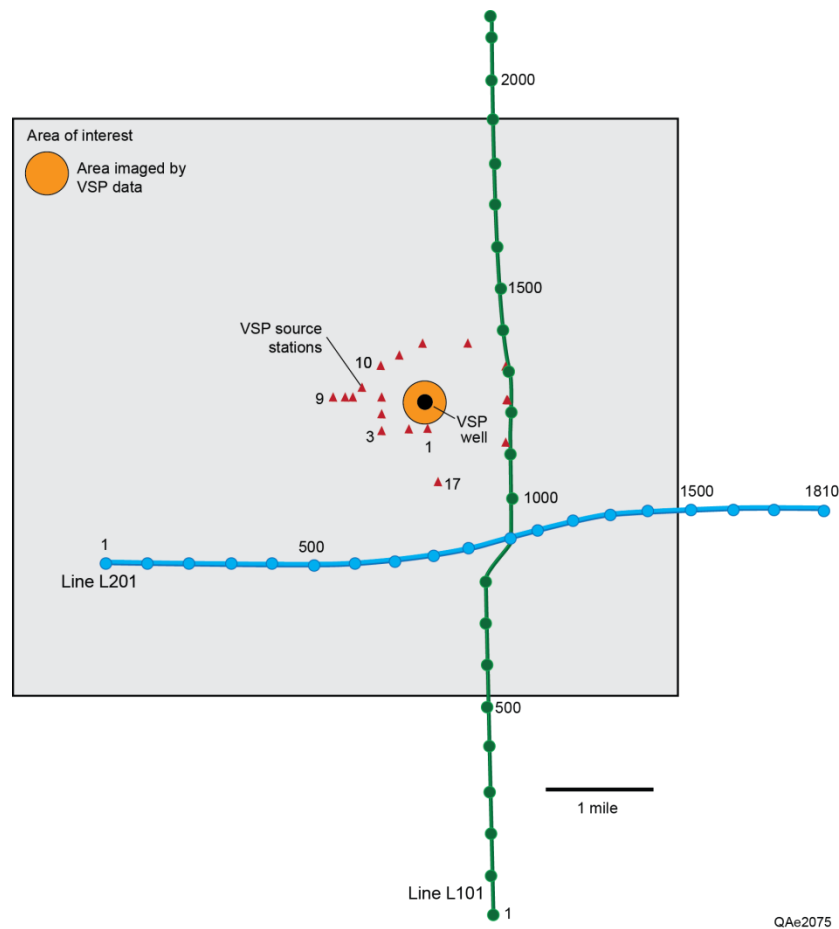 2000
Area of interest
Area imaged by
VSP data
1500
VSP source
stations
10
9
VSP
well
3
1
17
1000
1500
1810
1
500
Line L201
500
1 mile
Line L101
1
QAe2075